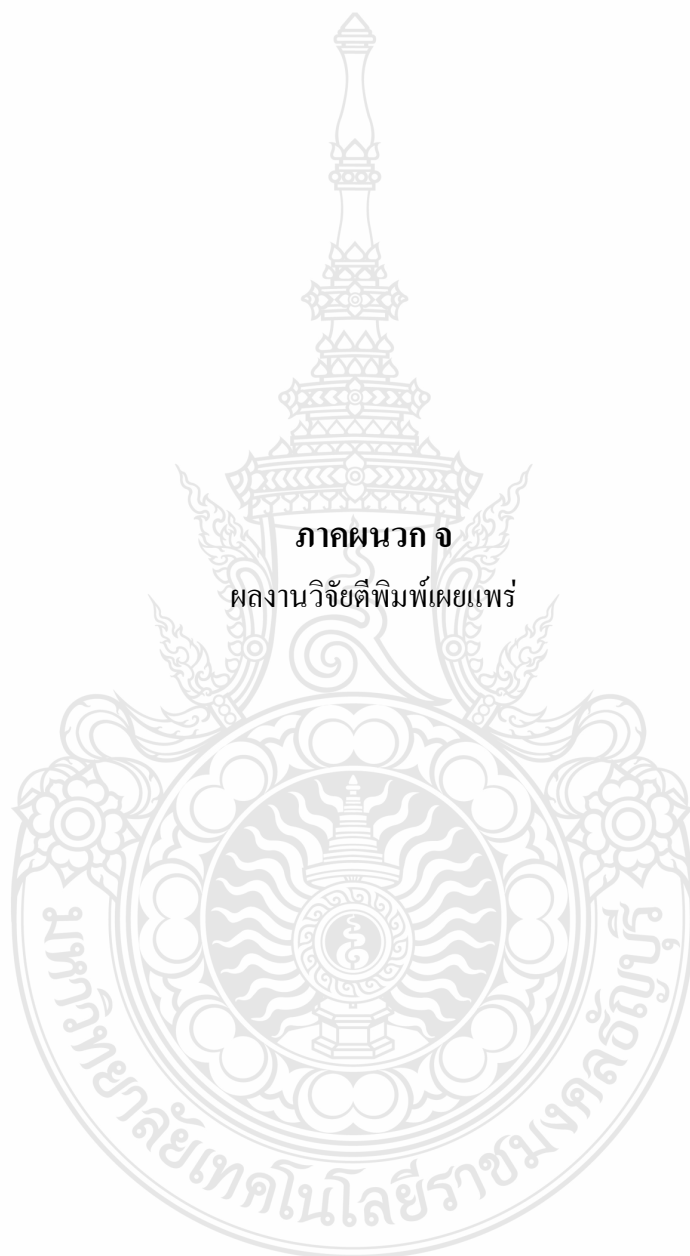 ภาคผนวก จ
ผลงานวิจัยตีพิมพ์เผยแพร่
มหาวิทยาลัยเทคโนโลยีราชมงคลธัญบุรี